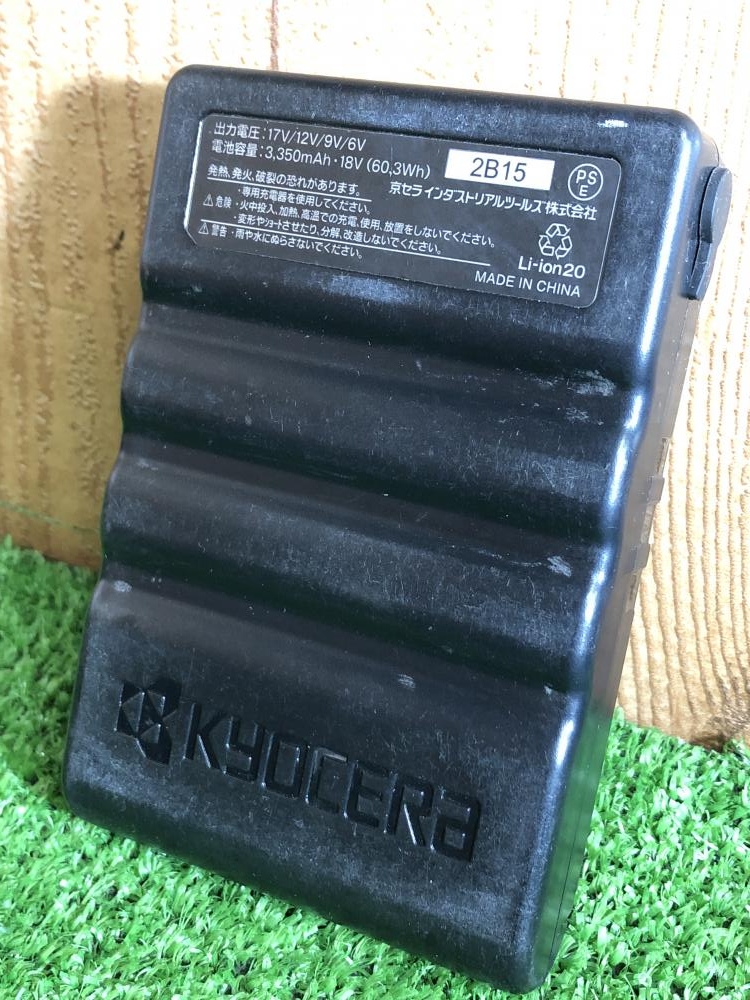 出力電圧:17V/12V/9V/6V
電池容量:3,350mAh・18V (60,3Wh)
2B15
PS
E
発熱、発火、破裂の恐れがあります。
・専用充電器を使用してください。
京セラインダストリアルツールズ株式会社
⚠危険・火中投入、加熱、高温での充電、使用、放置をしないでください。
・変形やショートさせたり、分解、改造しないでください。
⚠警告・雨や水にぬらさないでください。
Li-ion20
MADE IN CHINA
KYOCERA